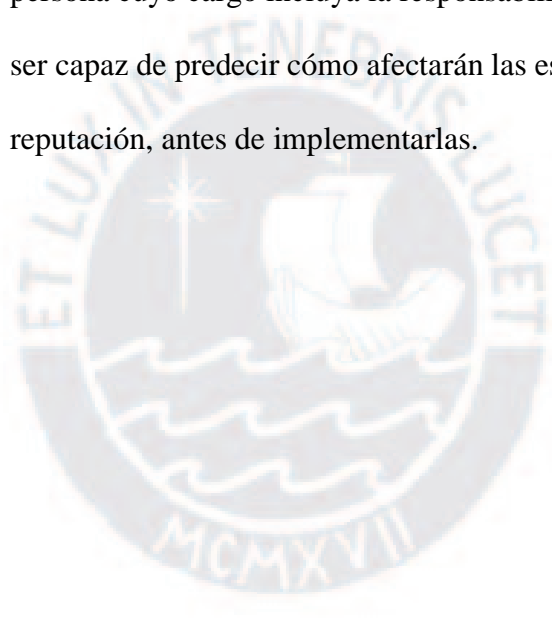 persona cuyo cargo incluya la
ser capaz de predecir cómo afectarán las
reputación, antes de implementarlas.
ET LUX IN TENEBRIS LUCET
MCMXVII